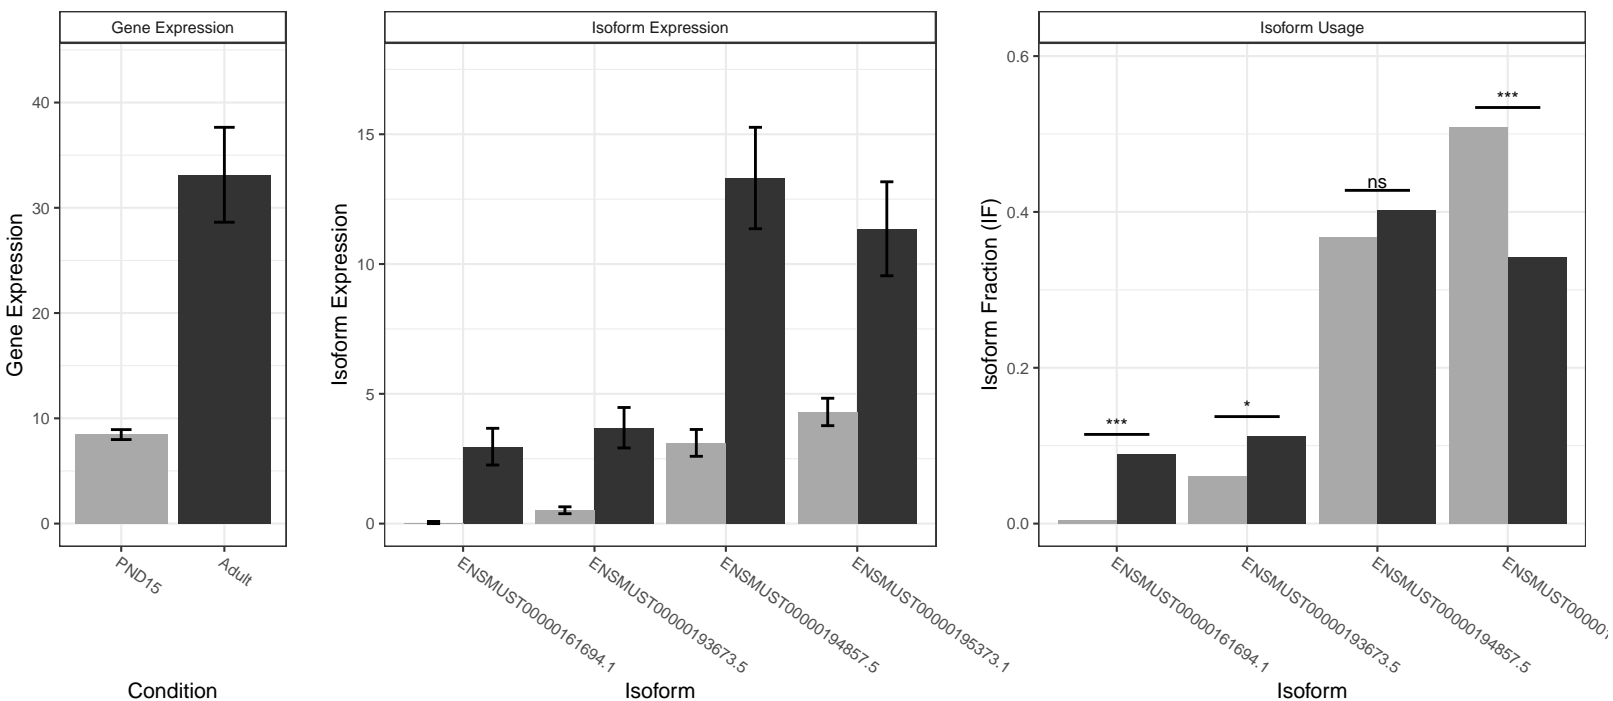 Gene Expression
Isoform Expression
Isoform Usage
Gene Expression
40
30
20
10
0
PND15
Adult
Condition
Isoform Expression
15
10
5
0
ENSMUST00000161694.1
ENSMUST00000193673.5
ENSMUST00000194857.5
ENSMUST00000195373.1
Isoform
Isoform Fraction (IF)
0.6
0.4
0.2
0.0
***
*
ns
***
ENSMUST00000161694.1
ENSMUST00000193673.5
ENSMUST00000194857.5
ENSMUST000001
Isoform